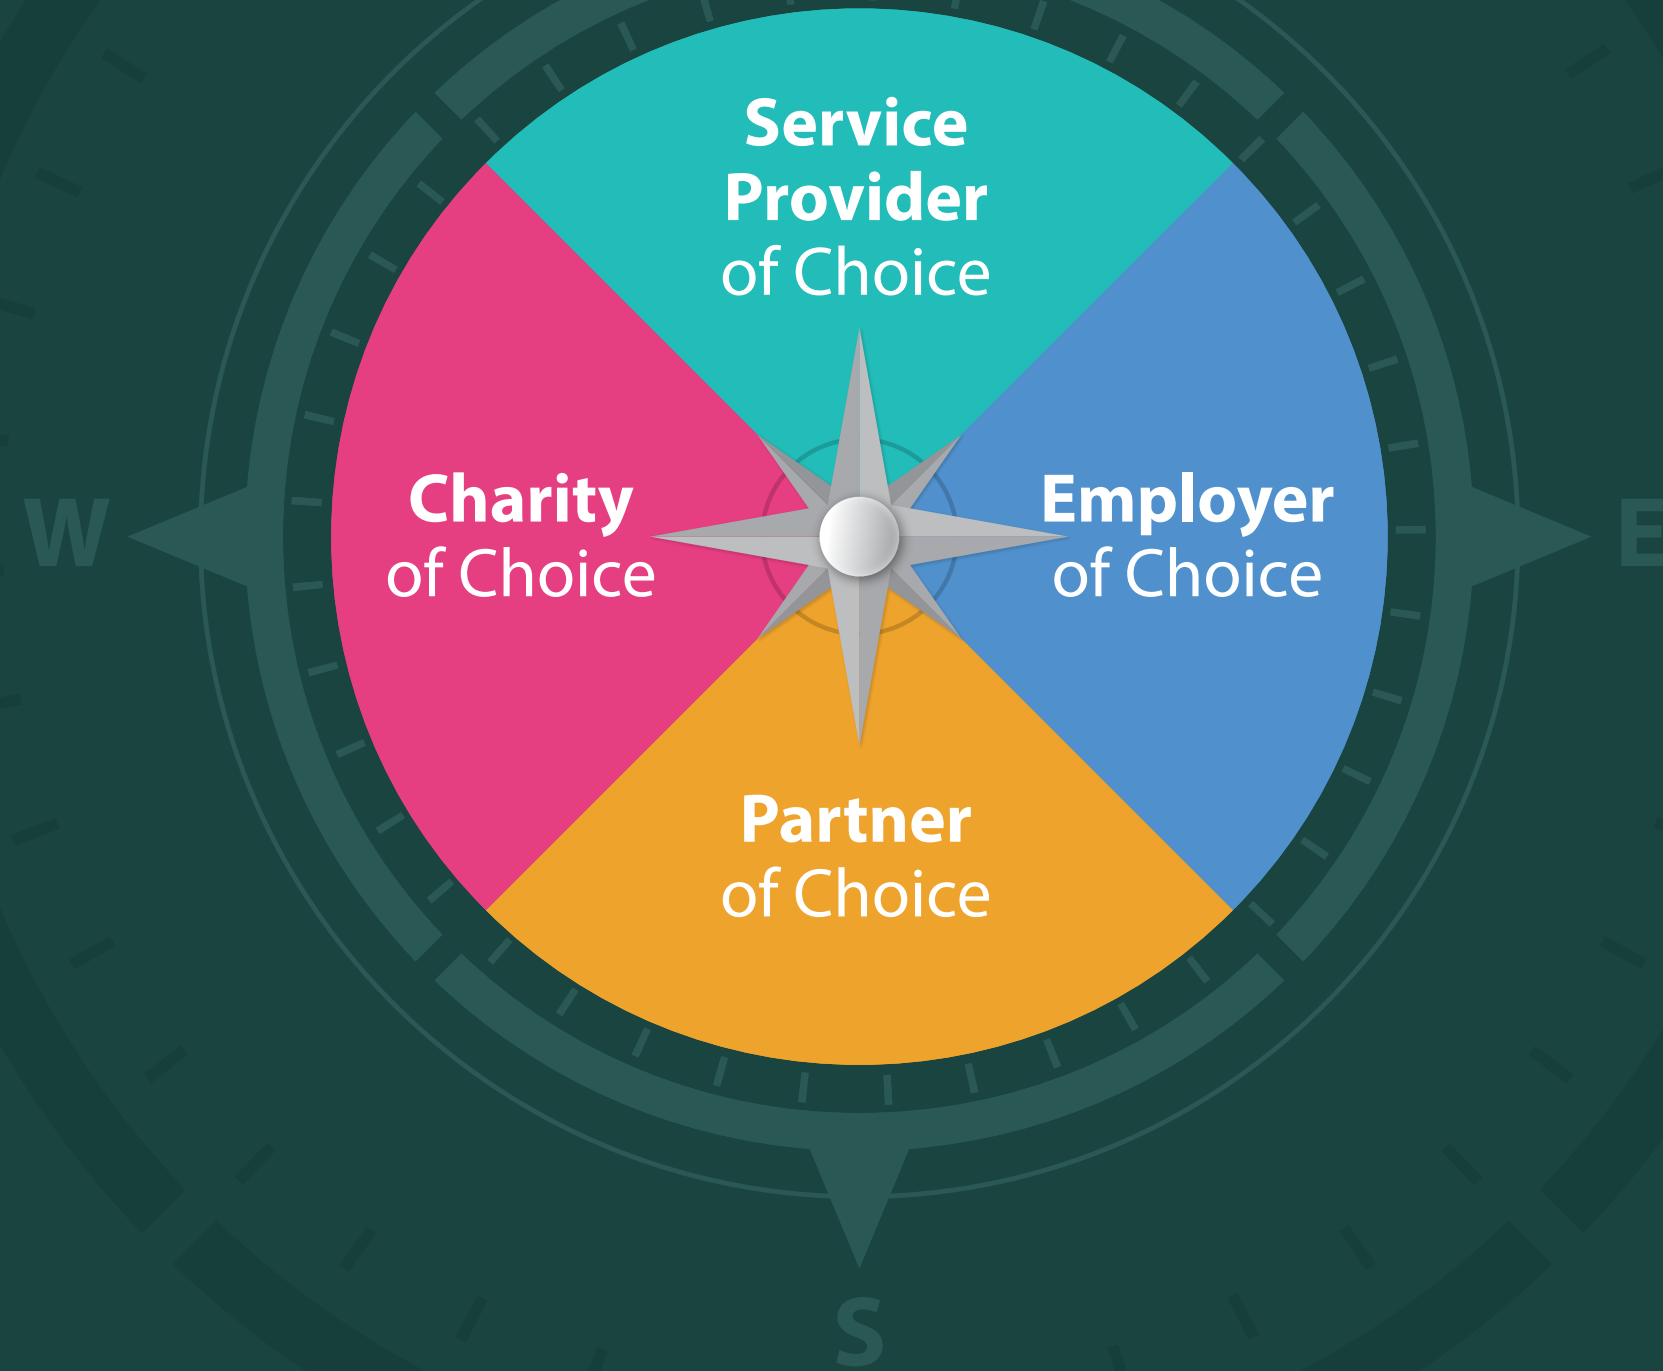 Service
Provider
of Choice
Charity
of Choice
Employer
of Choice
Partner
of Choice
W
E
S